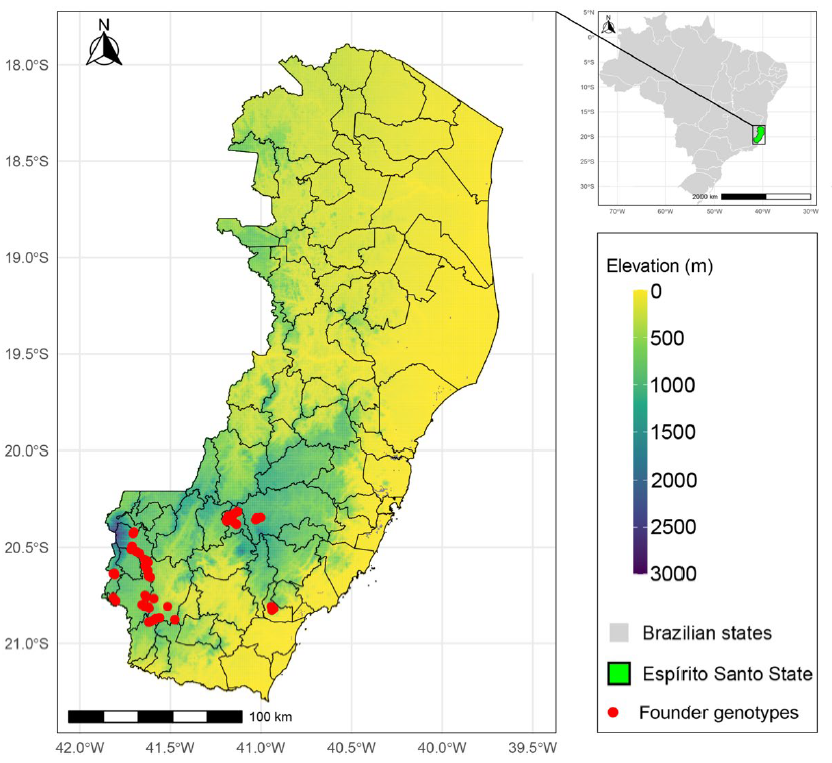 N
18.0°S
18.5°S
19.0°S
19.5°S
20.0°S
20.5°S
21.0°S
100 km
42.0°W 41.5°W 41.0°W 40.5°W 40.0°W 39.5°W
N
5°N
0°
5°S
10°S
15°S
20°S
25°S
30°S
2000 km
70°W 60°W 50°W 40°W 30°W
Elevation (m)
0
500
1000
1500
2000
2500
3000
Brazilian states
Espírito Santo State
Founder genotypes